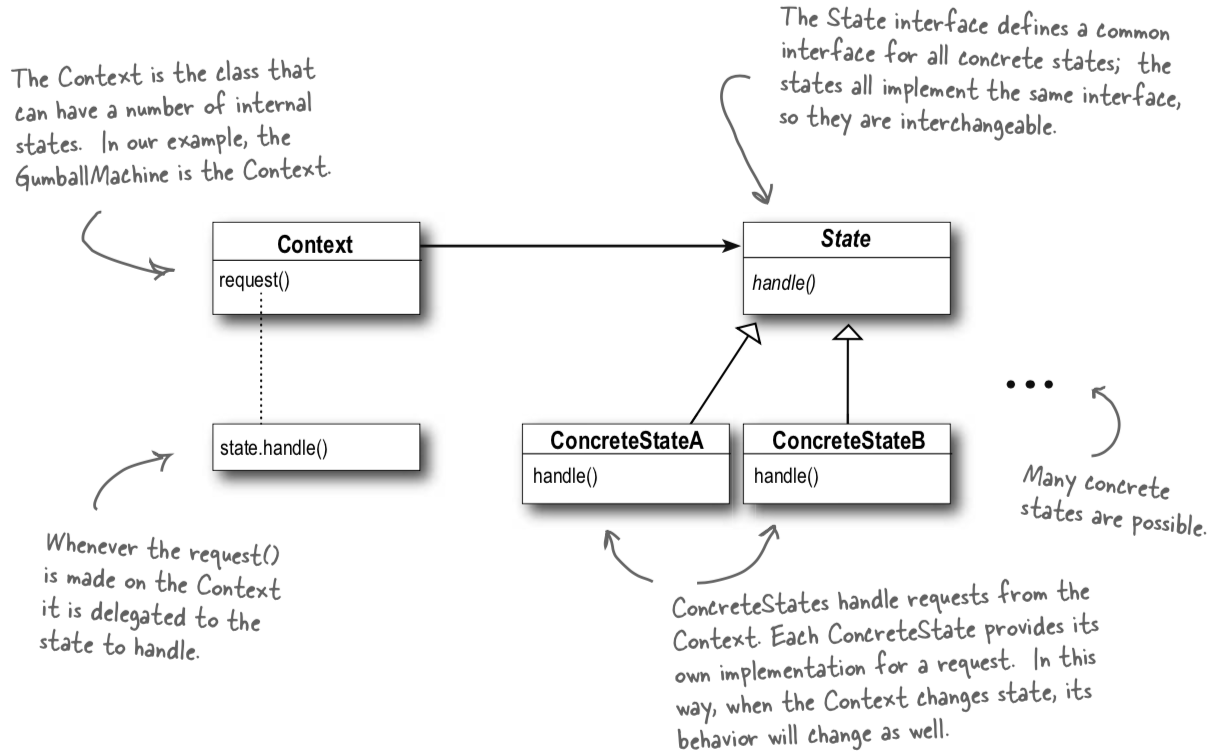 The State interface defines a common
interface for all concrete states; the
states all implement the same interface,
so they are interchangeable.
The Context is the class that
can have a number of internal
states. In our example, the
GumballMachine is the Context.
Context
request()
State
handle()
state.handle()
ConcreteStateA
handle()
ConcreteStateB
handle()
...
Many concrete
states are possible.
Whenever the request()
is made on the Context
it is delegated to the
state to handle.
ConcreteStates handle requests from the
Context. Each ConcreteState provides its
own implementation for a request. In this
way, when the Context changes state, its
behavior will change as well.